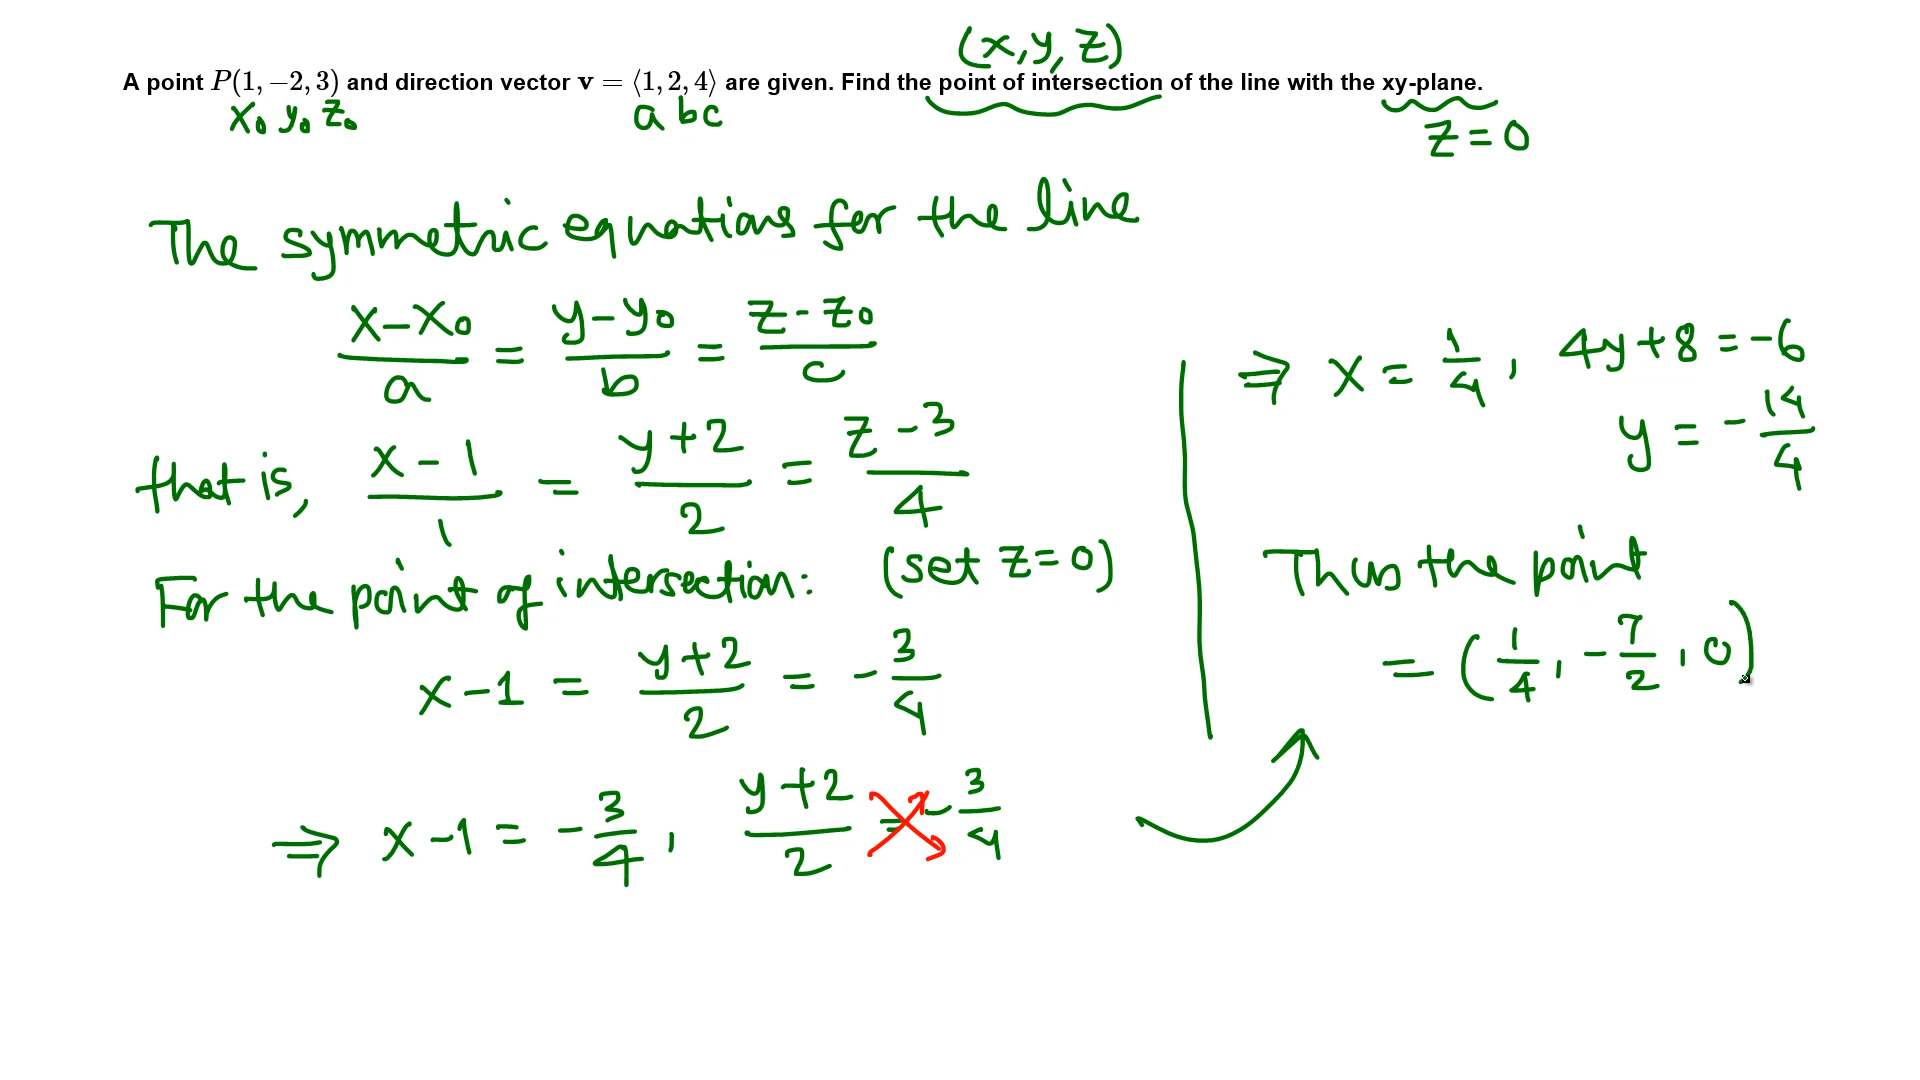 (x, y, z)
A point P(1, −2, 3) and direction vector v = ⟨1, 2, 4⟩ are given. Find the point of intersection of the line with the xy-plane.
x₀ y₀ z₀ a b c z = 0
The symmetric equations for the line
(x - x₀)/a = (y - y₀)/b = (z - z₀)/c
that is, (x - 1)/1 = (y + 2)/2 = (z - 3)/4
For the point of intersection: (set z = 0)
x - 1 = (y + 2)/2 = -3/4
⇒ x - 1 = -3/4, (y + 2)/2 = -3/4
⇒ x = 1/4, 4y + 8 = -6
y = -14/4
Thus the point
= (1/4, -7/2, 0)